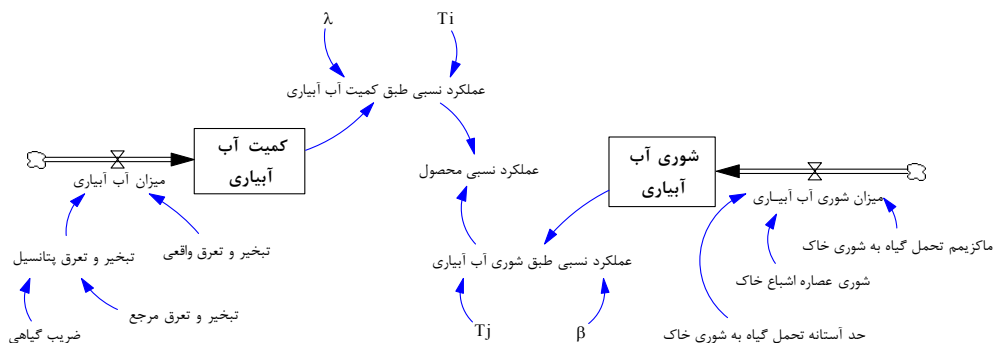 λ
Ti
عملکرد نسبی طبق کمیت آب آبیاری
کمیت آب
آبیاری
شوری آب
آبیاری
عملکرد نسبی محصول
میزان آب آبیاری
میزان شوری آب آبیـاری
تبخیر و تعرق واقعی
ماکزیمم تحمل گیاه به شوری خاک
تبخیر و تعرق پتانسیل
عملکرد نسبی طبق شوری آب آبیاری
شوری عصاره اشباع خاک
تبخیر و تعرق مرجع
ضریب گیاهی
Tj
β
حد آستانه تحمل گیاه به شوری خاک